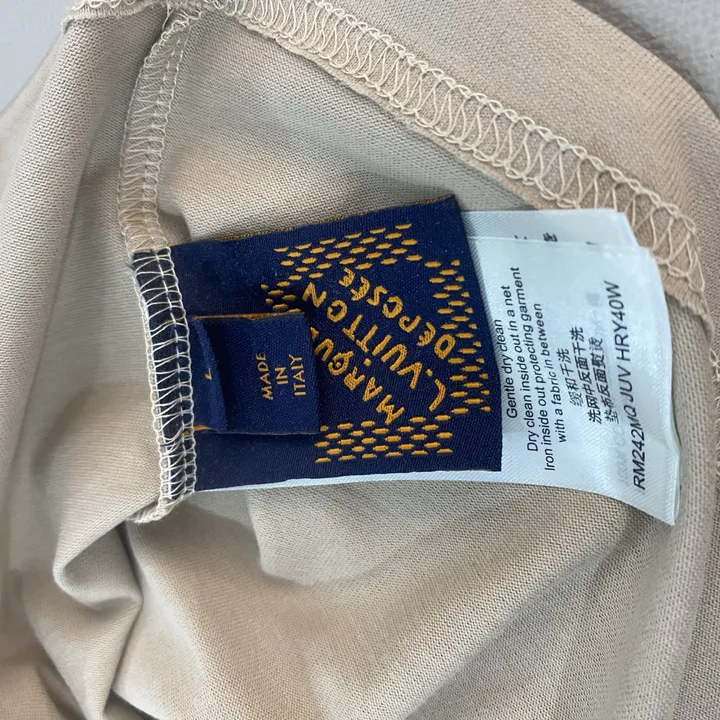 MARQUE
L.VUITTON
DÉPOSÉE
MADE
IN
ITALY
Gentle dry clean
Dry clean inside out in a net
Iron inside out protecting garment
with a fabric in between
缓和干洗
洗网中反面干洗
垫布反面熨烫
RM242MQ JUV HRY40W